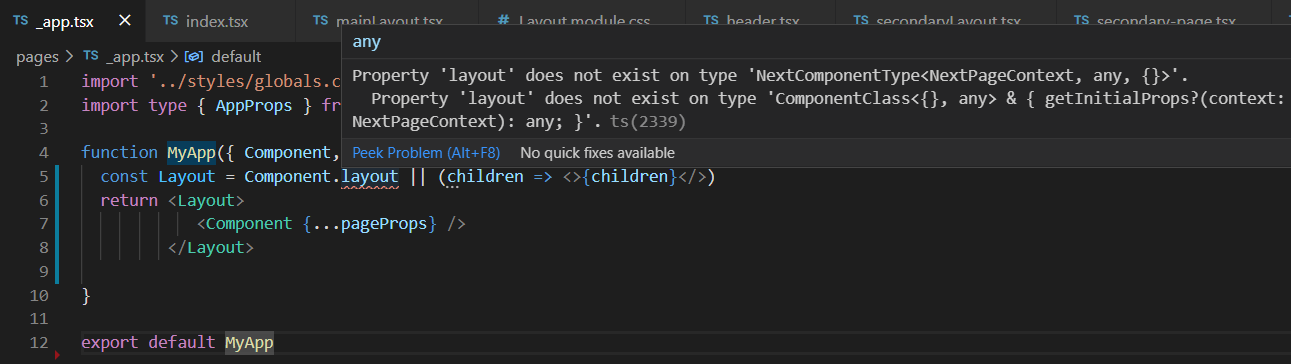 TS _app.tsx × TS index.tsx TS mainLayout.tsx # Layout.module.css TS header.tsx TS secondaryLayout.tsx TS secondary-page.tsx
pages > TS _app.tsx > default
any
Property 'layout' does not exist on type 'NextComponentType<NextPageContext, any, {}>'.
Property 'layout' does not exist on type 'ComponentClass<{}, any> & { getInitialProps?(context:
NextPageContext): any; }'. ts(2339)
Peek Problem (Alt+F8) No quick fixes available
1 import '../styles/globals.c
2 import type { AppProps } fr
3
4 function MyApp({ Component,
5 const Layout = Component.layout || (children => <>{children}</>)
6 return <Layout>
7 <Component {...pageProps} />
8 </Layout>
9
10 }
11
12 export default MyApp